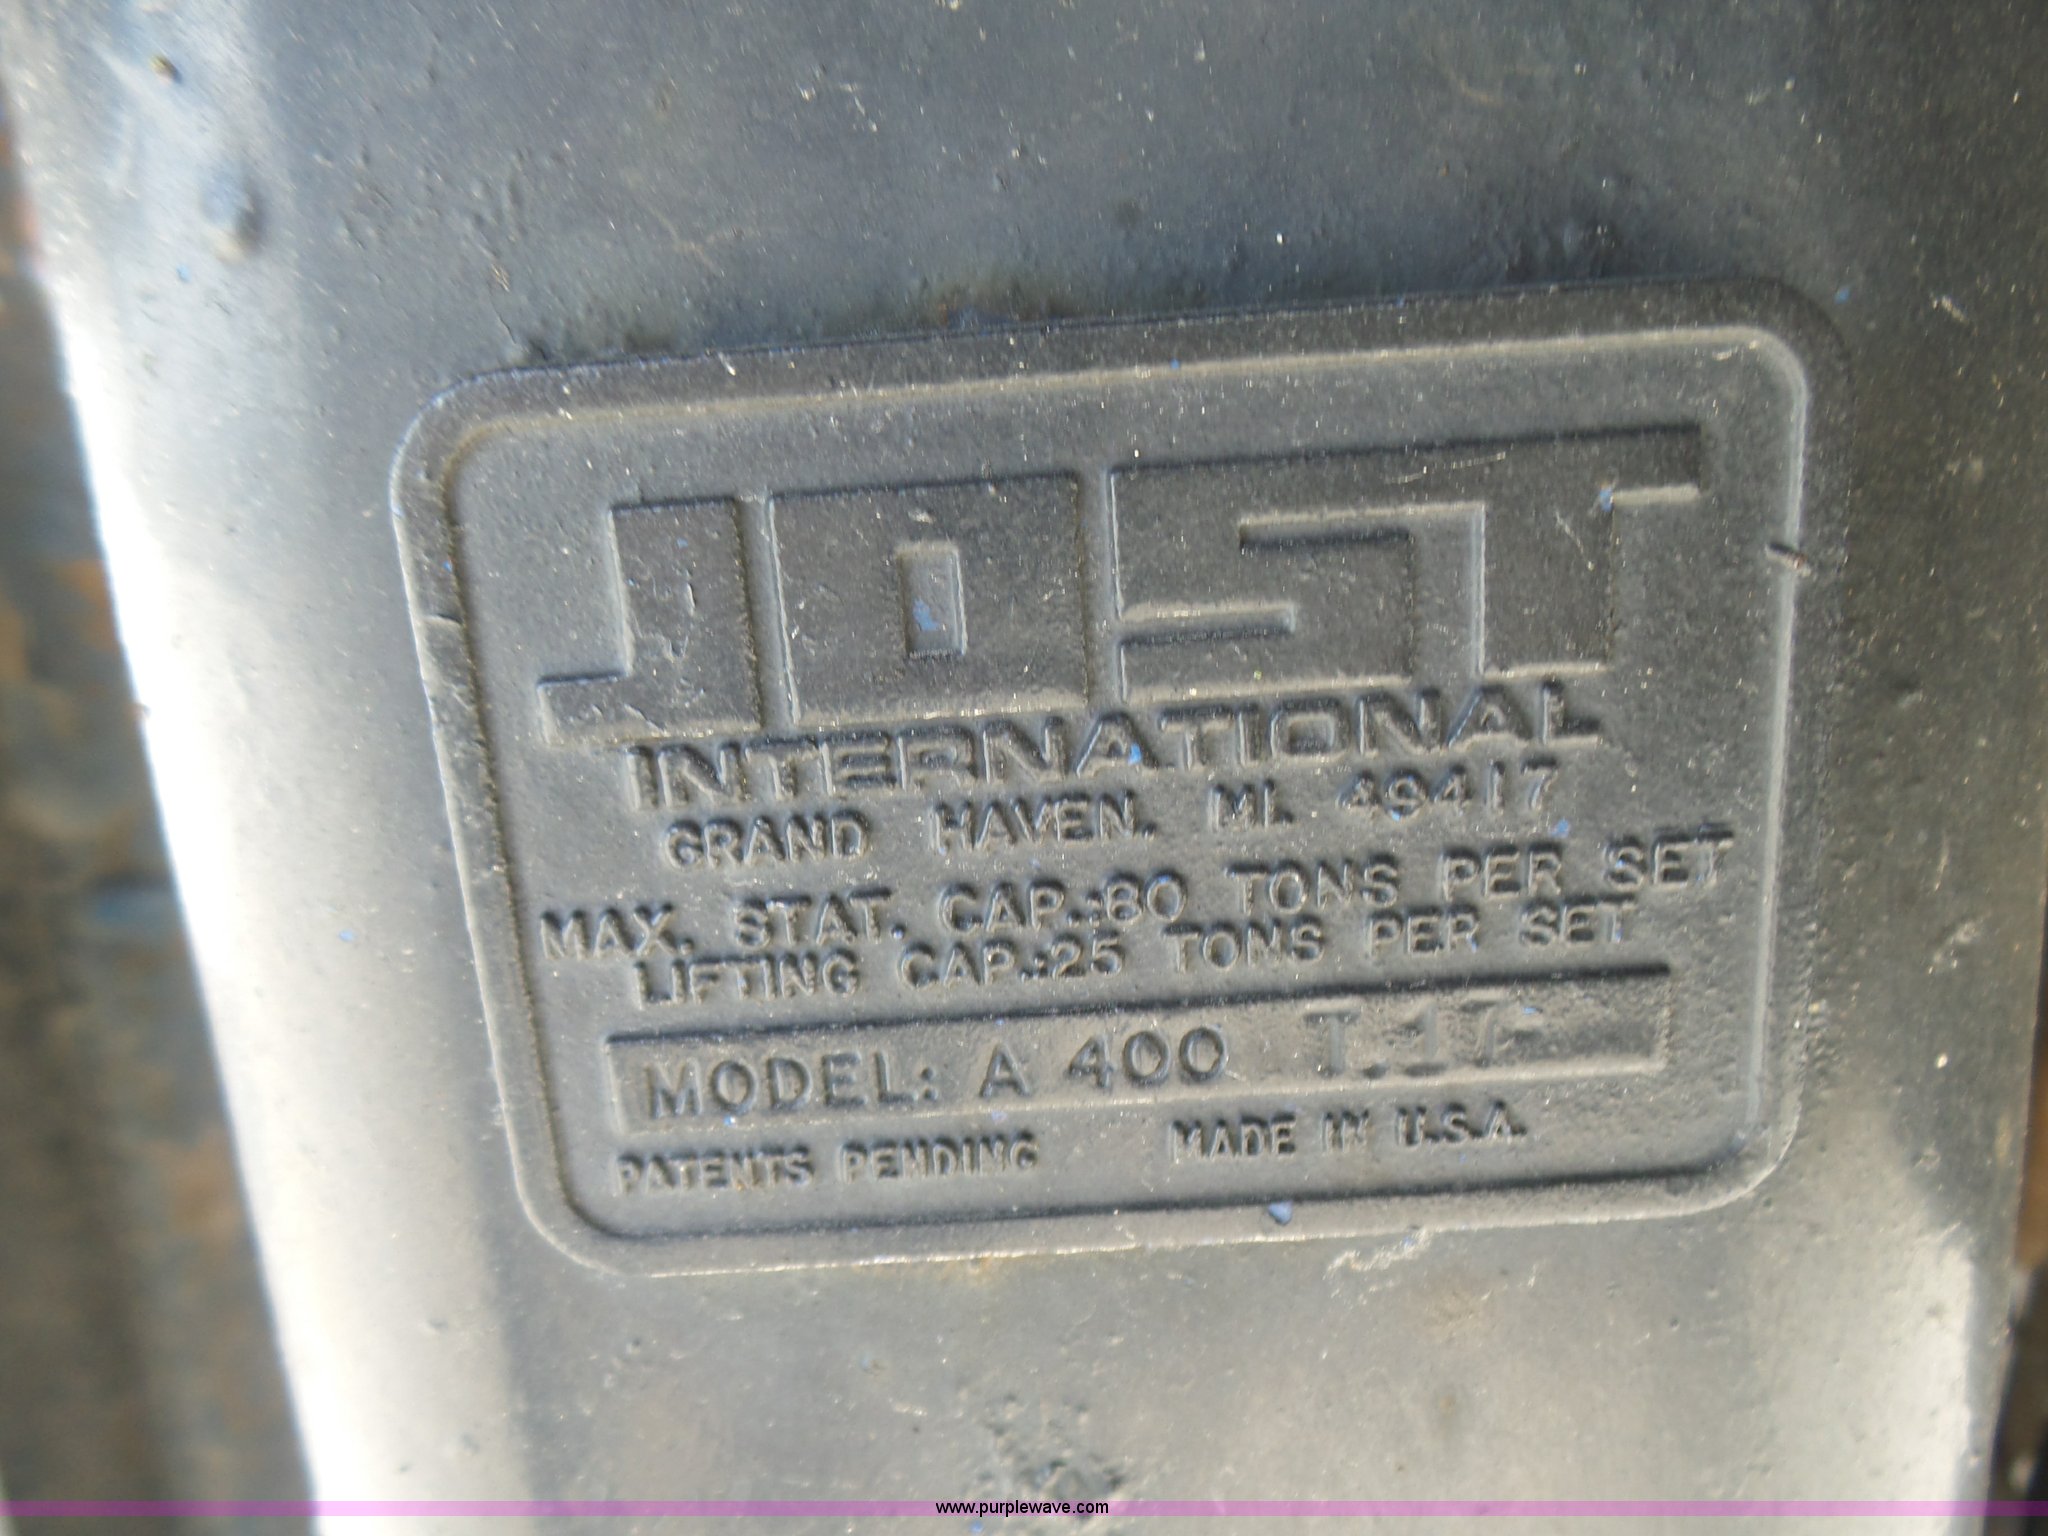 JOST
INTERNATIONAL
GRAND HAVEN, MI. 49417
MAX. STAT. CAP.:80 TONS PER SET
LIFTING CAP.:25 TONS PER SET
MODEL: A 400 T.17
PATENTS PENDING MADE IN U.S.A.
www.purplewave.com